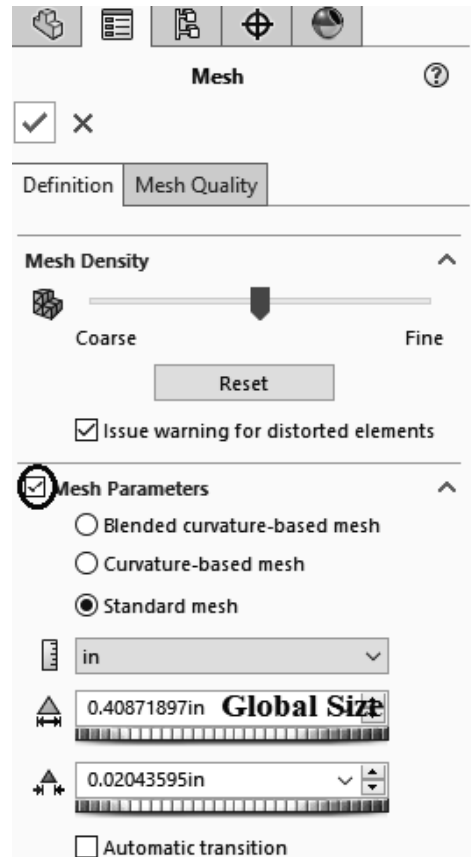 Mesh
?
Definition Mesh Quality
Mesh Density
Coarse Fine
Reset
Issue warning for distorted elements
Mesh Parameters
Blended curvature-based mesh
Curvature-based mesh
Standard mesh
in
0.40871897in Global Size
0.02043595in
Automatic transition